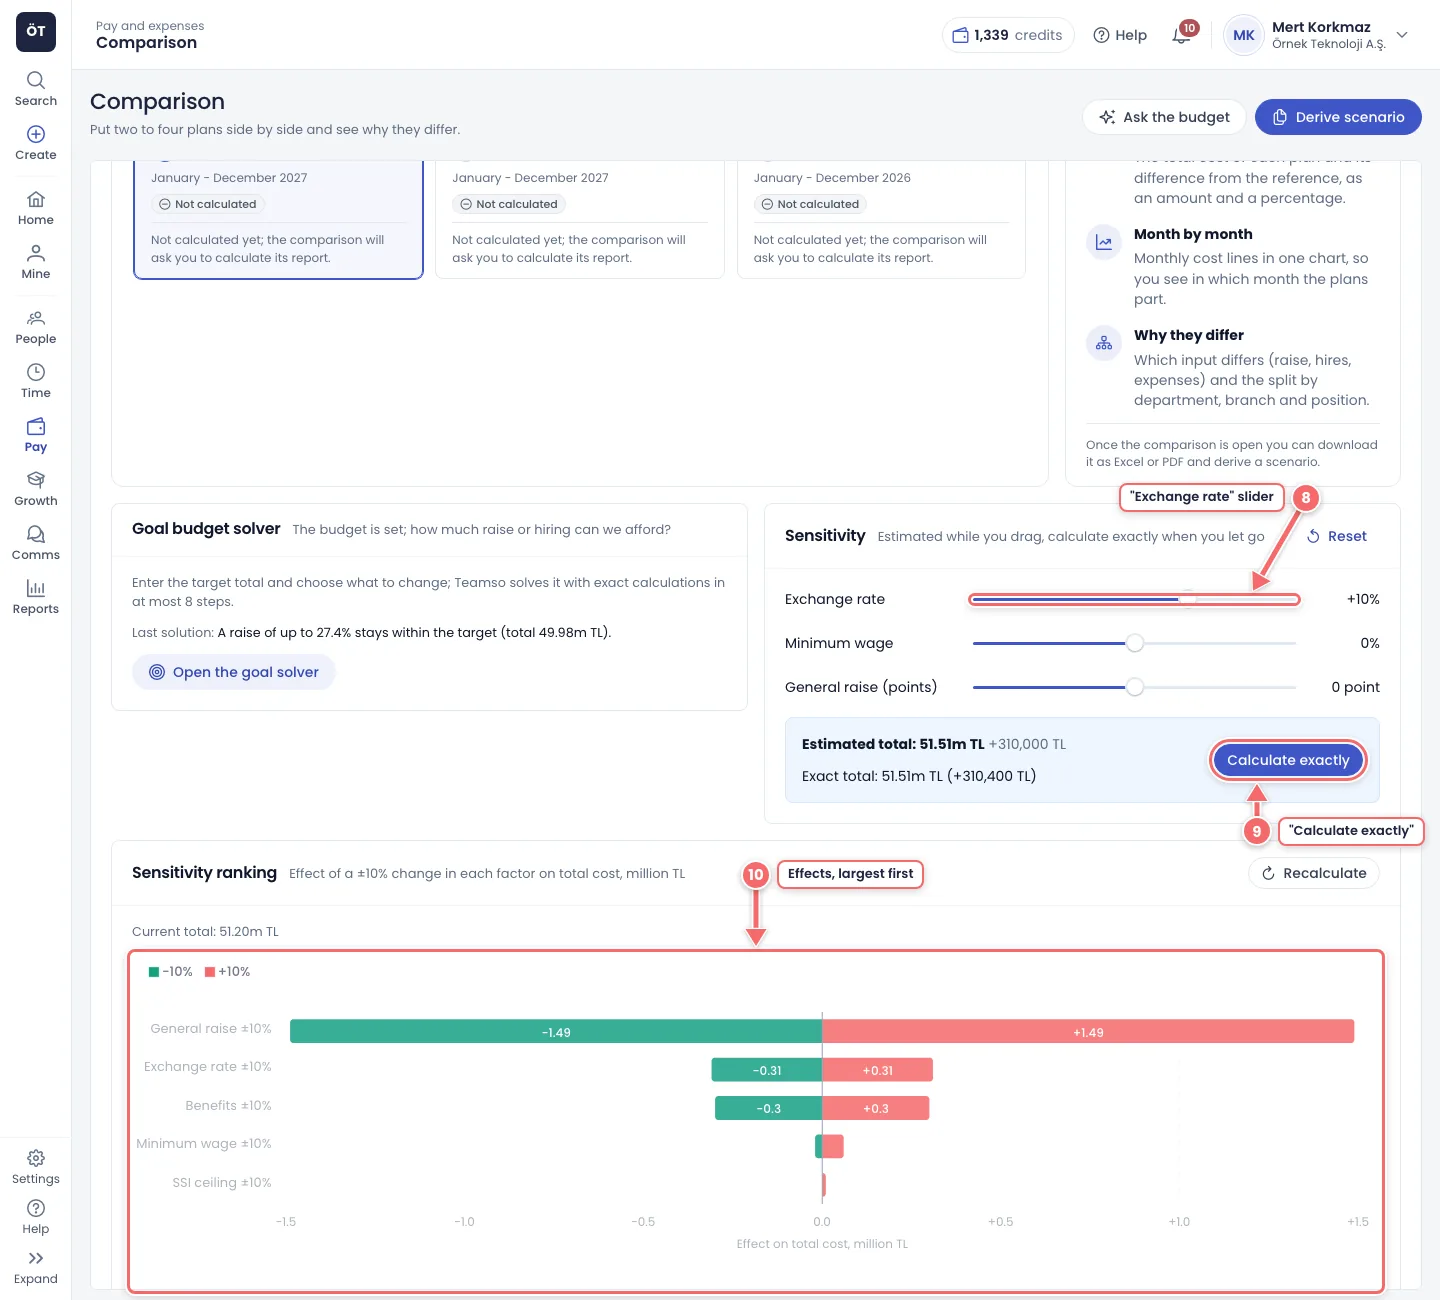 ÖT
Search
Create
Home
Mine
People
Time
Pay
Growth
Comms
Reports
Settings
Help
Expand
Pay and expenses
Comparison
1,339 credits
Help
10
MK
Mert Korkmaz
Örnek Teknoloji A.Ş.
Comparison
Put two to four plans side by side and see why they differ.
Ask the budget
Derive scenario
January - December 2027
Not calculated
Not calculated yet; the comparison will
ask you to calculate its report.
January - December 2027
Not calculated
Not calculated yet; the comparison will
ask you to calculate its report.
January - December 2026
Not calculated
Not calculated yet; the comparison will
ask you to calculate its report.
The total cost of each plan and its
difference from the reference, as
an amount and a percentage.
Month by month
Monthly cost lines in one chart, so
you see in which month the plans
part.
Why they differ
Which input differs (raise, hires,
expenses) and the split by
department, branch and position.
Once the comparison is open you can download
it as Excel or PDF and derive a scenario.
"Exchange rate" slider
8
Goal budget solver The budget is set; how much raise or hiring can we afford?
Enter the target total and choose what to change; Teamso solves it with exact calculations in
at most 8 steps.
Last solution: A raise of up to 27.4% stays within the target (total 49.98m TL).
Open the goal solver
Sensitivity Estimated while you drag, calculate exactly when you let go
Reset
Exchange rate +10%
Minimum wage 0%
General raise (points) 0 point
Estimated total: 51.51m TL +310,000 TL
Exact total: 51.51m TL (+310,400 TL)
Calculate exactly
9
"Calculate exactly"
Sensitivity ranking Effect of a ±10% change in each factor on total cost, million TL
10
Effects, largest first
Recalculate
Current total: 51.20m TL
-10% +10%
General raise ±10% -1.49 +1.49
Exchange rate ±10% -0.31 +0.31
Benefits ±10% -0.3 +0.3
Minimum wage ±10%
SSI ceiling ±10%
-1.5 -1.0 -0.5 0.0 +0.5 +1.0 +1.5
Effect on total cost, million TL